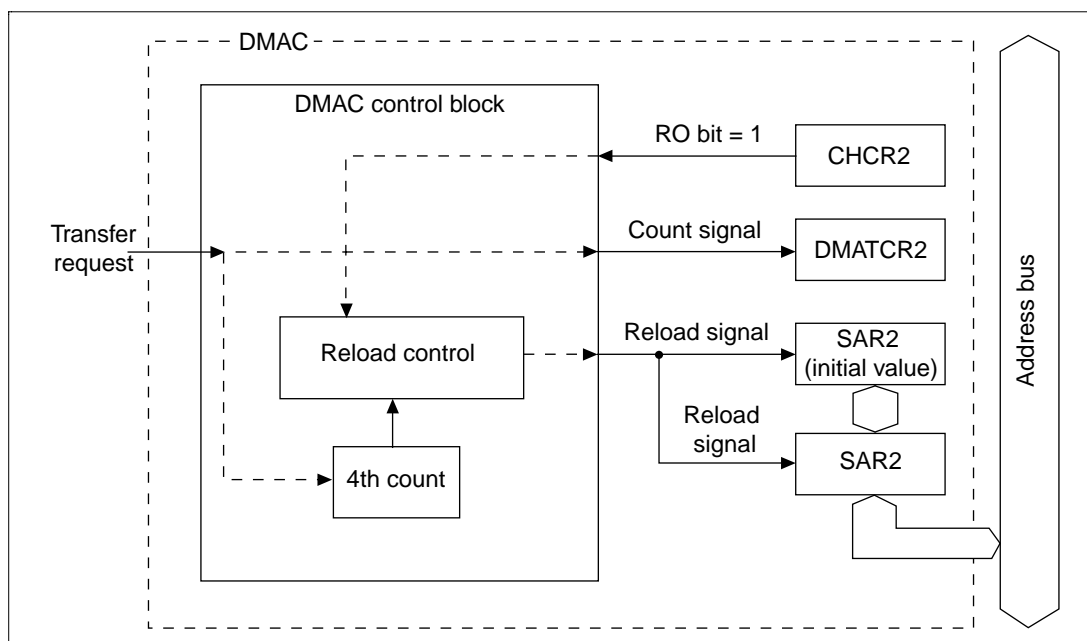 DMAC
DMAC control block
RO bit = 1
CHCR2
Transfer
request
Count signal
DMATCR2
Reload control
Reload signal
SAR2
(initial value)
Reload
signal
4th count
SAR2
Address bus